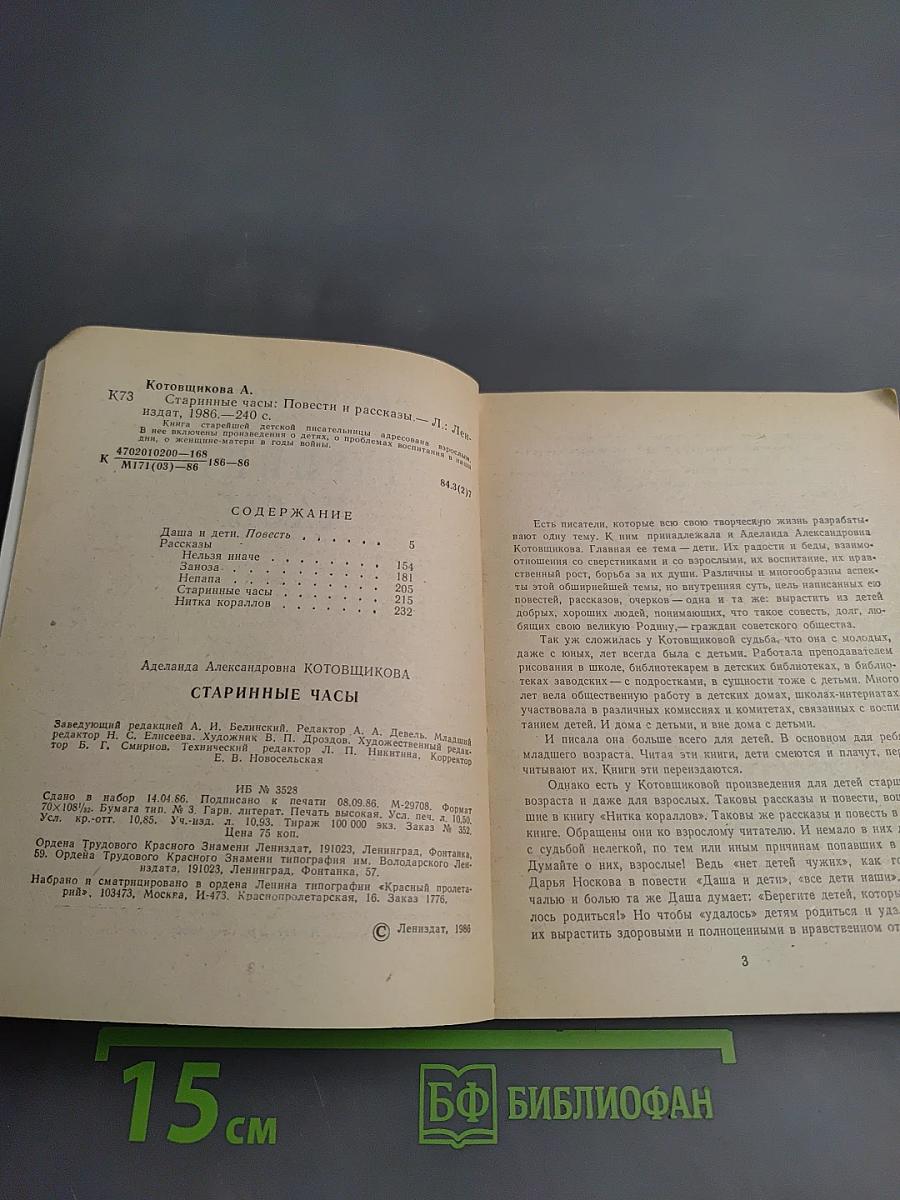 Котовщикова А.
К73
Старинные часы: Повести и рассказы.— Л.: Лен-
издат, 1986.—240 с.
Книга старейшей детской писательницы адресована взрослым.
В нее включены произведения о детях, о проблемах воспитания в наши
дни, о женщине-матери в годы войны.
К 4702010200—168
М171(03)—86 186—86
84.3(2)7
СОДЕРЖАНИЕ
Даша и дети. Повесть . . . . . . 5
Рассказы
Нельзя иначе . . . . . . . . 154
Заноза . . . . . . . . . . 181
Непапа . . . . . . . . . . 205
Старинные часы . . . . . . . 215
Нитка кораллов . . . . . . . 232
Аделаида Александровна КОТОВЩИКОВА
СТАРИННЫЕ ЧАСЫ
Заведующий редакцией А. И. Белинский. Редактор А. А. Девель. Младший
редактор Н. С. Елисеева. Художник В. П. Дроздов. Художественный редак-
тор Б. Г. Смирнов. Технический редактор Л. П. Никитина. Корректор
Е. В. Новосельская
ИБ № 3528
Сдано в набор 14.04.86. Подписано к печати 08.09.86. М-29708. Формат
70×108¹/₃₂. Бумага тип. № 3. Гарн. литерат. Печать высокая. Усл. печ. л. 10,50.
Усл. кр.-отт. 10,85. Уч.-изд. л. 10,93. Тираж 100 000 экз. Заказ № 352.
Цена 75 коп.
Ордена Трудового Красного Знамени Лениздат, 191023, Ленинград, Фонтанка,
59. Ордена Трудового Красного Знамени типография им. Володарского Лен-
издата, 191023, Ленинград, Фонтанка, 57.
Набрано и сматрицировано в ордена Ленина типографии «Красный пролета-
рий», 103473, Москва, И-473. Краснопролетарская, 16. Заказ 1776.
© Лениздат, 1986
Есть писатели, которые всю свою творческую жизнь разрабаты-
вают одну тему. К ним принадлежала и Аделаида Александровна
Котовщикова. Главная ее тема — дети. Их радости и беды, взаимо-
отношения со сверстниками и со взрослыми, их воспитание, их нрав-
ственный рост, борьба за их души. Различны и многообразны аспек-
ты этой обширнейшей темы, но внутренняя суть, цель написанных ею
повестей, рассказов, очерков — одна и та же: вырастить из детей
добрых, хороших людей, понимающих, что такое совесть, долг, лю-
бящих свою великую Родину,— граждан советского общества.
Так уж сложилась у Котовщиковой судьба, что она с молодых,
даже с юных, лет всегда была с детьми. Работала преподавателем
рисования в школе, библиотекарем в детских библиотеках, в библио-
теках заводских — с подростками, в сущности тоже с детьми. Много
лет вела общественную работу в детских домах, школах-интернатах,
участвовала в различных комиссиях и комитетах, связанных с воспи-
танием детей. И дома с детьми, и вне дома с детьми.
И писала она больше всего для детей. В основном для ребя
младшего возраста. Читая эти книги, дети смеются и плачут, пер
читывают их. Книги эти переиздаются.
Однако есть у Котовщиковой произведения для детей старш
возраста и даже для взрослых. Таковы рассказы и повести, вош
шие в книгу «Нитка кораллов». Таковы же рассказы и повесть в
книге. Обращены они ко взрослому читателю. И немало в них д
с судьбой нелегкой, по тем или иным причинам попавших в
Думайте о них, взрослые! Ведь «нет детей чужих», как го
Дарья Носкова в повести «Даша и дети», «все дети наши».
чалью и болью та же Даша думает: «Берегите детей, которы
лось родиться!» Но чтобы «удалось» детям родиться и уда
их вырастить здоровыми и полноценными в нравственном от
3
15 см
БФ БИБЛИОФАН